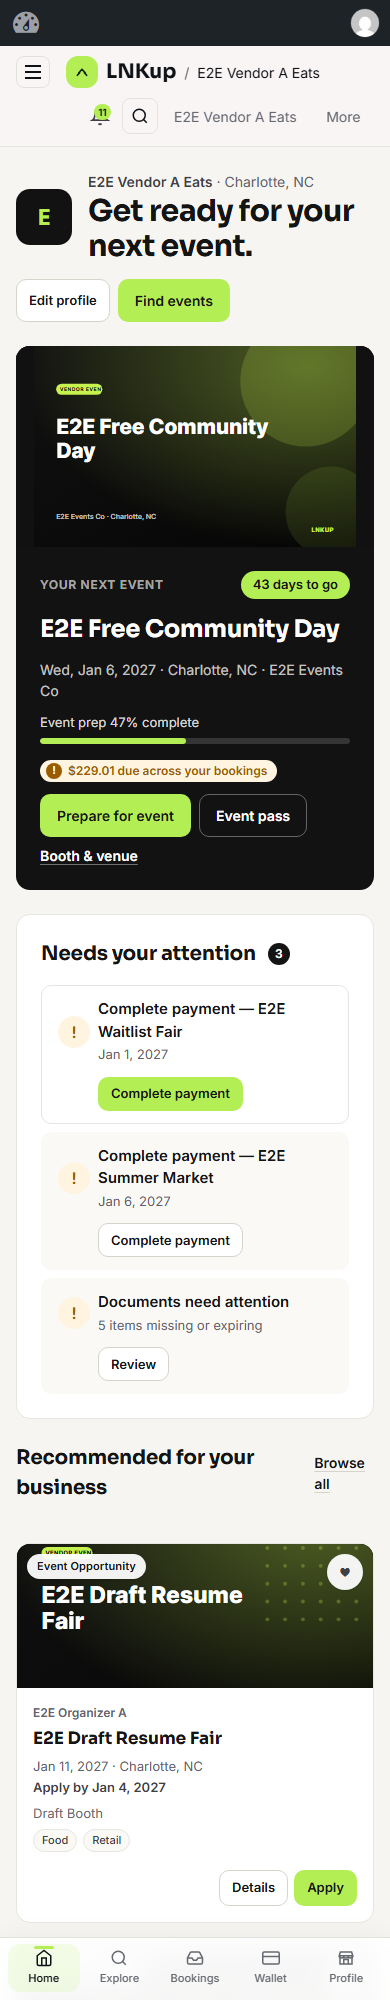 LNKup / E2E Vendor A Eats
11
E2E Vendor A Eats
More
E
E2E Vendor A Eats · Charlotte, NC
Get ready for your
next event.
Edit profile
Find events
VENDOR EVEN
E2E Free Community
Day
E2E Events Co · Charlotte, NC
LNKUP
YOUR NEXT EVENT
43 days to go
E2E Free Community Day
Wed, Jan 6, 2027 · Charlotte, NC · E2E Events
Co
Event prep 47% complete
! $229.01 due across your bookings
Prepare for event
Event pass
Booth & venue
Needs your attention 3
!
Complete payment — E2E
Waitlist Fair
Jan 1, 2027
Complete payment
!
Complete payment — E2E
Summer Market
Jan 6, 2027
Complete payment
!
Documents need attention
5 items missing or expiring
Review
Recommended for your
business
Browse
all
VENDOR EVEN
Event Opportunity
E2E Draft Resume
Fair
E2E Organizer A
E2E Draft Resume Fair
Jan 11, 2027 · Charlotte, NC
Apply by Jan 4, 2027
Draft Booth
Food
Retail
Details
Apply
Home
Explore
Bookings
Wallet
Profile